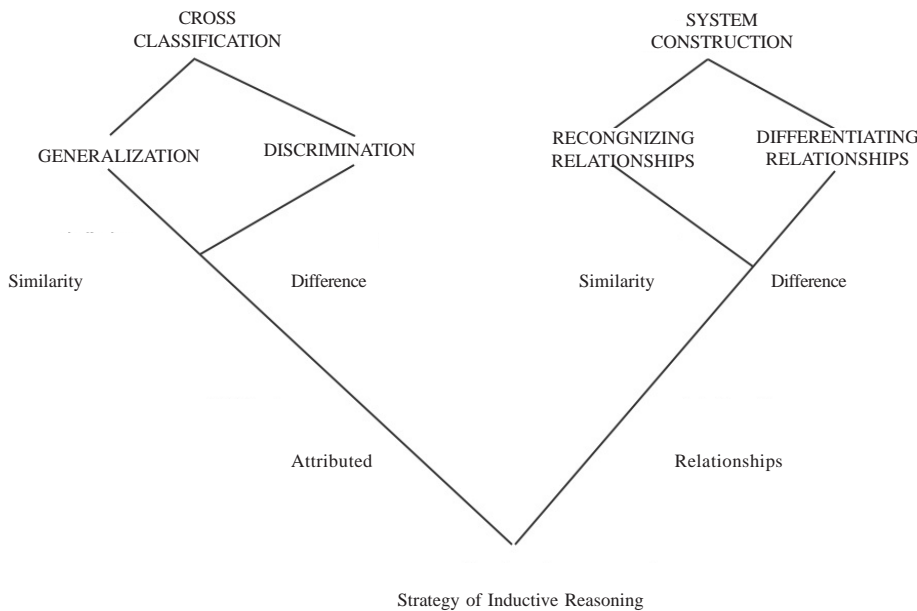 CROSS
CLASSIFICATION
SYSTEM
CONSTRUCTION
GENERALIZATION
DISCRIMINATION
RECONGNIZING
RELATIONSHIPS
DIFFERENTIATING
RELATIONSHIPS
Similarity
Difference
Similarity
Difference
Attributed
Relationships
Strategy of Inductive Reasoning